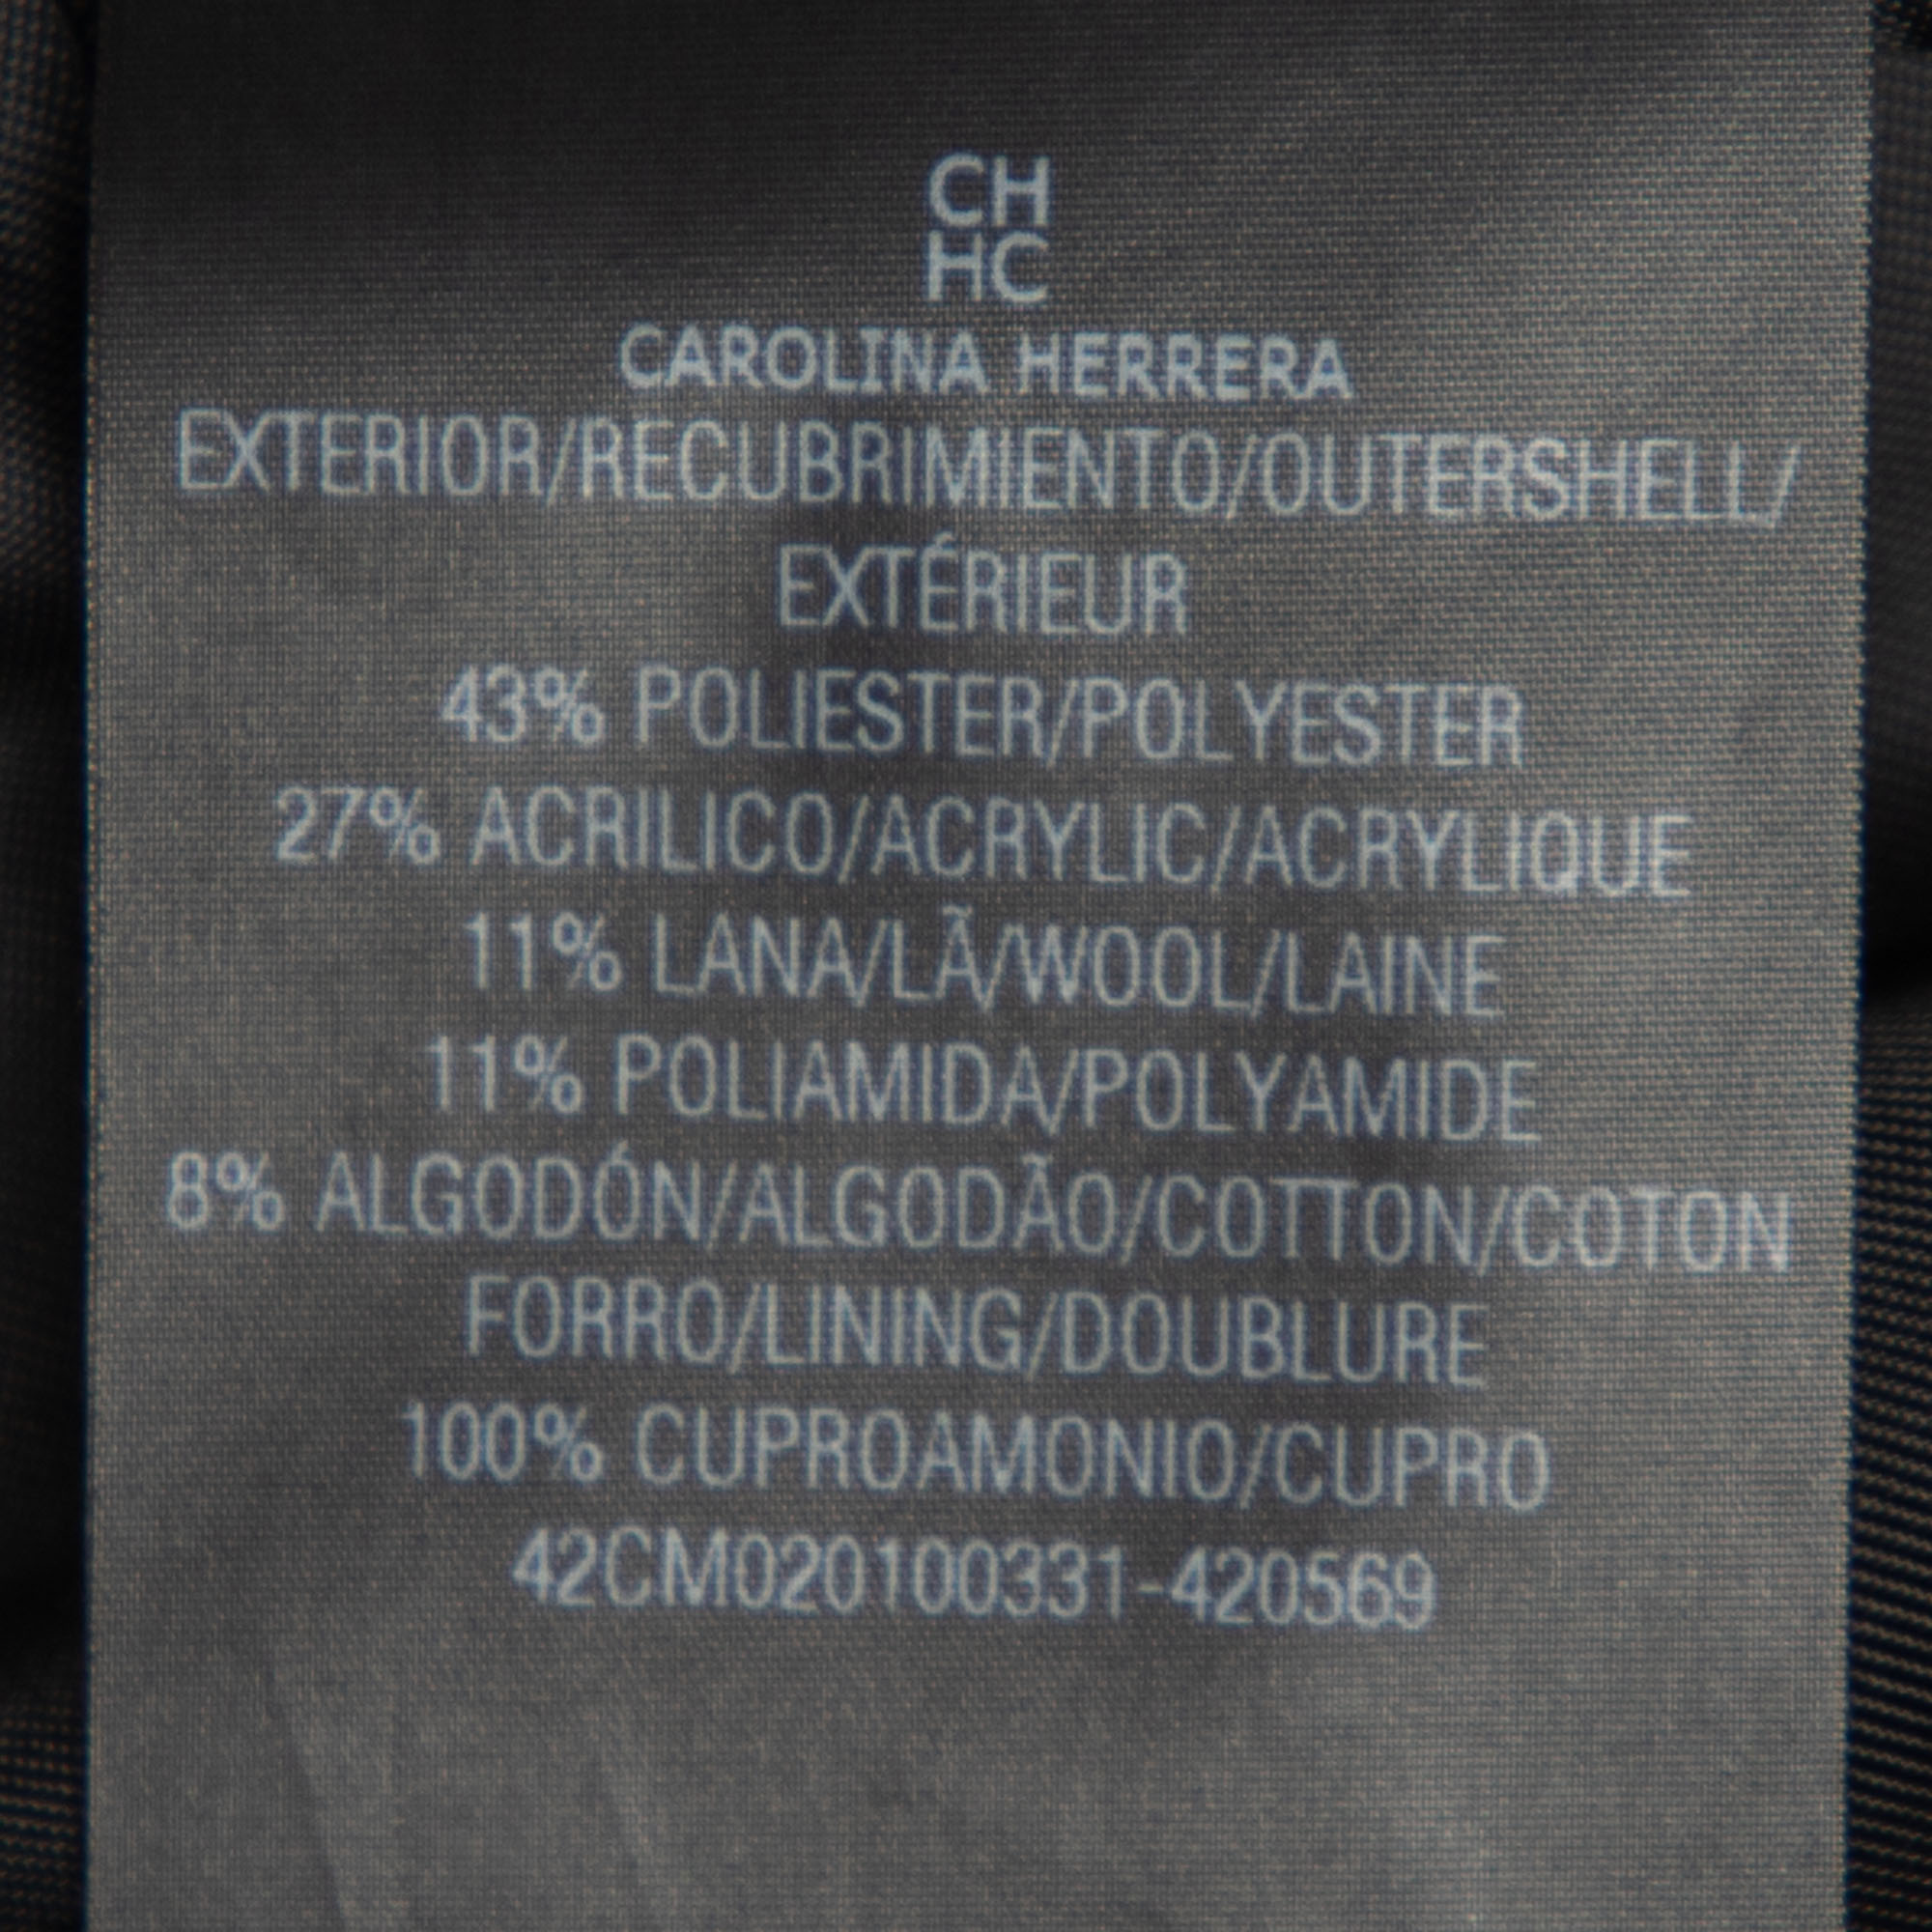 CH
HC
CAROLINA HERRERA
EXTERIOR/RECUBRIMIENTO/OUTERSHELL/
EXTÉRIEUR
43% POLIESTER/POLYESTER
27% ACRILICO/ACRYLIC/ACRYLIQUE
11% LANA/LÃ/WOOL/LAINE
11% POLIAMIDA/POLYAMIDE
8% ALGODÓN/ALGODÃO/COTTON/COTON
FORRO/LINING/DOUBLURE
100% CUPROAMONIO/CUPRO
42CM020100331-420569